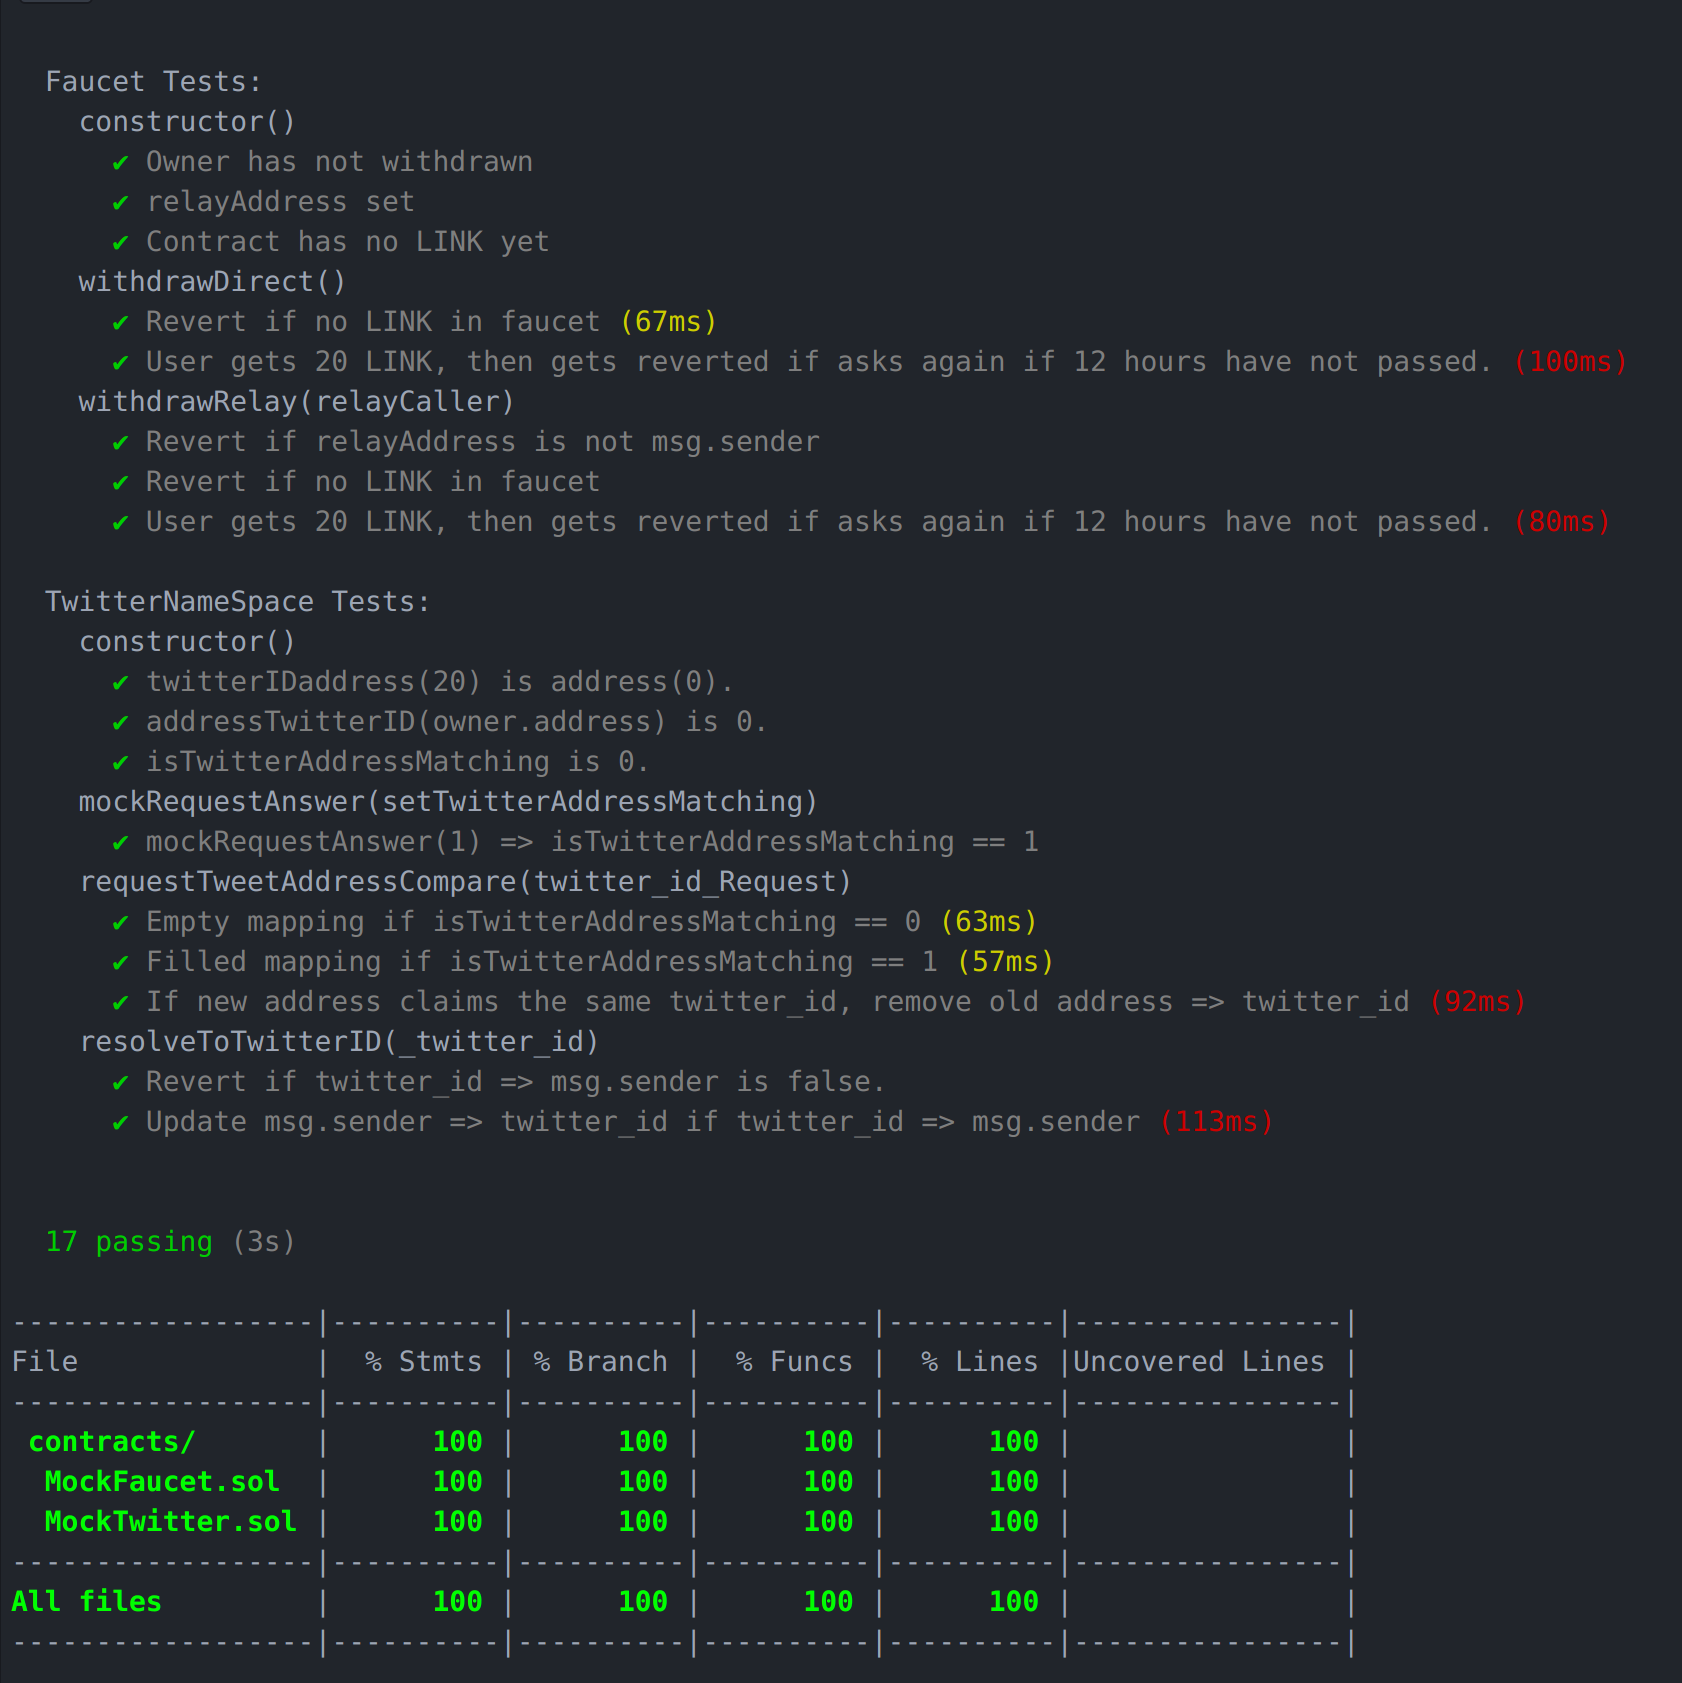 Faucet Tests:
constructor()
✔ Owner has not withdrawn
✔ relayAddress set
✔ Contract has no LINK yet
withdrawDirect()
✔ Revert if no LINK in faucet (67ms)
✔ User gets 20 LINK, then gets reverted if asks again if 12 hours have not passed. (100ms)
withdrawRelay(relayCaller)
✔ Revert if relayAddress is not msg.sender
✔ Revert if no LINK in faucet
✔ User gets 20 LINK, then gets reverted if asks again if 12 hours have not passed. (80ms)
TwitterNameSpace Tests:
constructor()
✔ twitterIDaddress(20) is address(0).
✔ addressTwitterID(owner.address) is 0.
✔ isTwitterAddressMatching is 0.
mockRequestAnswer(setTwitterAddressMatching)
✔ mockRequestAnswer(1) => isTwitterAddressMatching == 1
requestTweetAddressCompare(twitter_id_Request)
✔ Empty mapping if isTwitterAddressMatching == 0 (63ms)
✔ Filled mapping if isTwitterAddressMatching == 1 (57ms)
✔ If new address claims the same twitter_id, remove old address => twitter_id (92ms)
resolveToTwitterID(_twitter_id)
✔ Revert if twitter_id => msg.sender is false.
✔ Update msg.sender => twitter_id if twitter_id => msg.sender (113ms)
17 passing (3s)
------------------|----------|----------|----------|----------|----------------|
File              |  % Stmts | % Branch |  % Funcs |  % Lines |Uncovered Lines |
------------------|----------|----------|----------|----------|----------------|
 contracts/       |      100 |      100 |      100 |      100 |                |
  MockFaucet.sol  |      100 |      100 |      100 |      100 |                |
  MockTwitter.sol |      100 |      100 |      100 |      100 |                |
------------------|----------|----------|----------|----------|----------------|
All files         |      100 |      100 |      100 |      100 |                |
------------------|----------|----------|----------|----------|----------------|